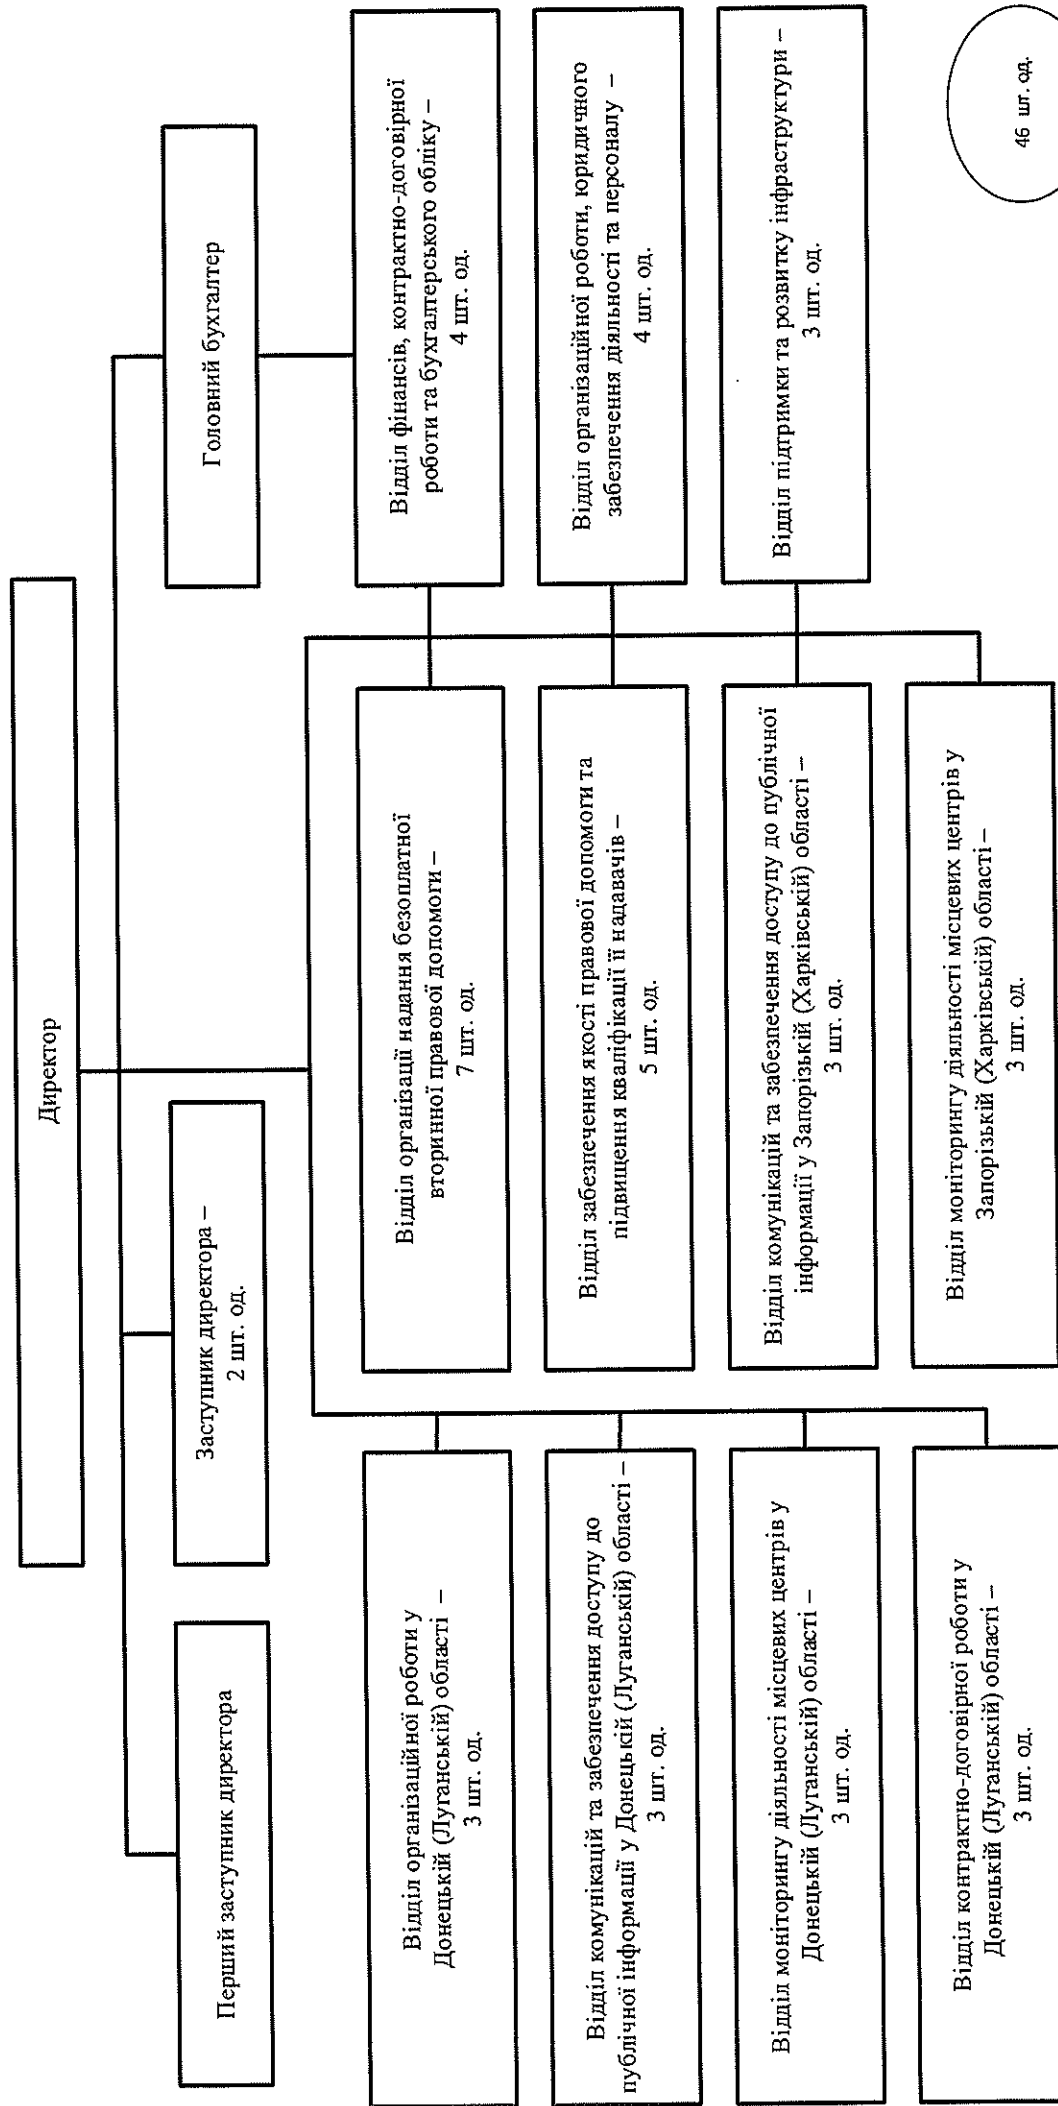 Директор
Перший заступник директора
Заступник директора –
2 шт. од.
Головний бухгалтер
Відділ організаційної роботи у
Донецькій (Луганській) області –
3 шт. од.
Відділ комунікацій та забезпечення доступу до
публічної інформації у Донецькій (Луганській) області –
3 шт. од.
Відділ моніторингу діяльності місцевих центрів у
Донецькій (Луганській) області –
3 шт. од.
Відділ контрактно-договірної роботи у
Донецькій (Луганській) області –
3 шт. од.
Відділ організації надання безоплатної
вторинної правової допомоги –
7 шт. од.
Відділ забезпечення якості правової допомоги та
підвищення кваліфікації її надавачів –
5 шт. од.
Відділ комунікацій та забезпечення доступу до публічної
інформації у Запорізькій (Харківській) області –
3 шт. од.
Відділ моніторингу діяльності місцевих центрів у
Запорізькій (Харківській) області –
3 шт. од.
Відділ фінансів, контрактно-договірної
роботи та бухгалтерського обліку –
4 шт. од.
Відділ організаційної роботи, юридичного
забезпечення діяльності та персоналу –
4 шт. од.
Відділ підтримки та розвитку інфраструктури –
3 шт. од.
46 шт. од.